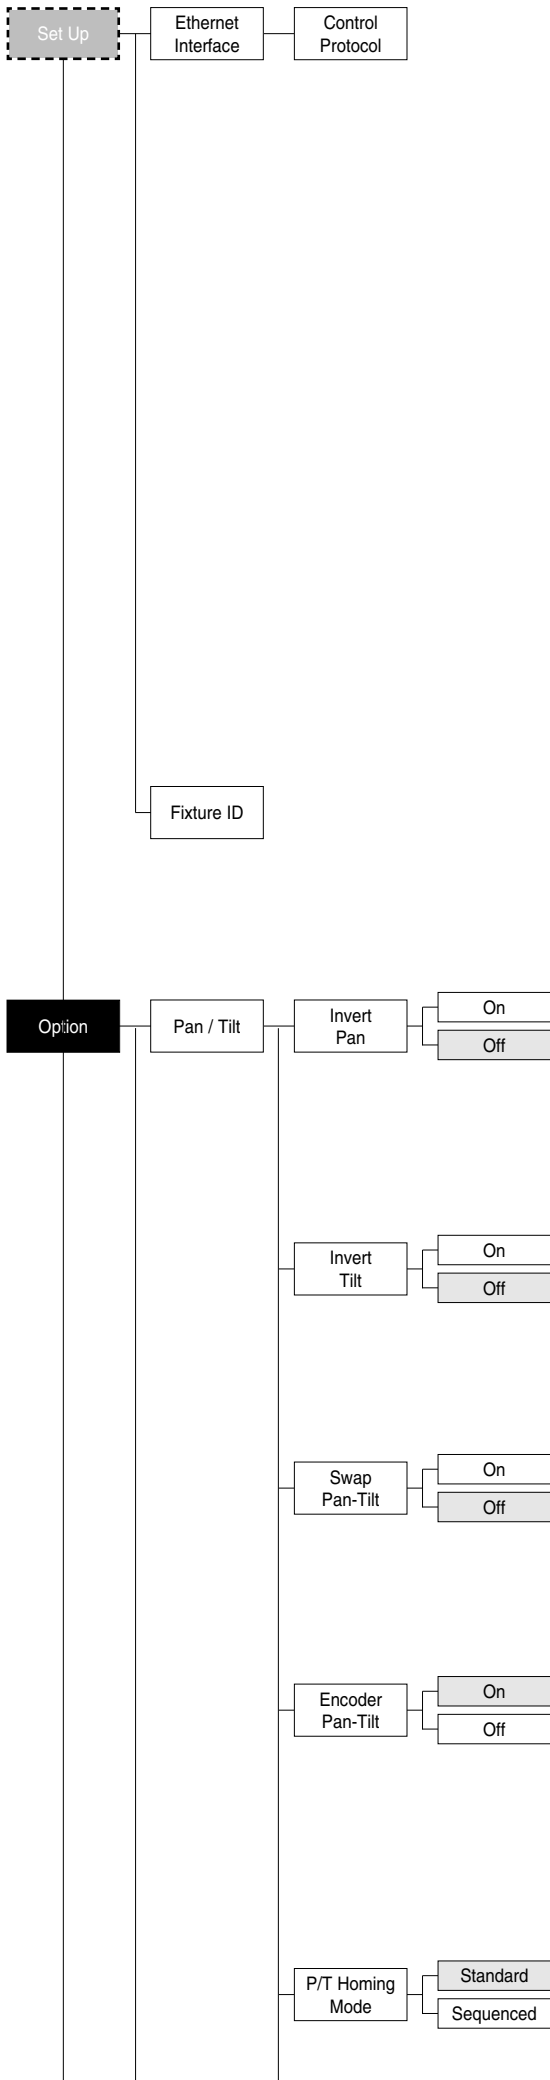 Set Up
Ethernet
Interface
Control
Protocol
Fixture ID
Option
Pan / Tilt
Invert
Pan
On
Off
Invert
Tilt
On
Off
Swap
Pan-Tilt
On
Off
Encoder
Pan-Tilt
On
Off
P/T Homing
Mode
Standard
Sequenced